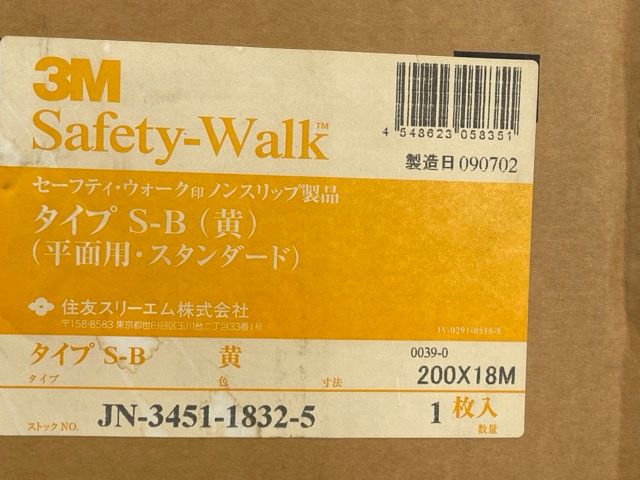 3M
Safety-Walk™
4 548623 058351
製造日 090702
セーフティ・ウォーク印 ノンスリップ製品
タイプ S-B (黄)
(平面用・スタンダード)
住友スリーエム株式会社
〒158-8583 東京都世田谷区玉川台二丁目33番1号
JV-0291-0516-8
タイプ S-B 黄 0039-0 200X18M
タイプ 色 寸法
ストックNO. JN-3451-1832-5 1 枚入
数量